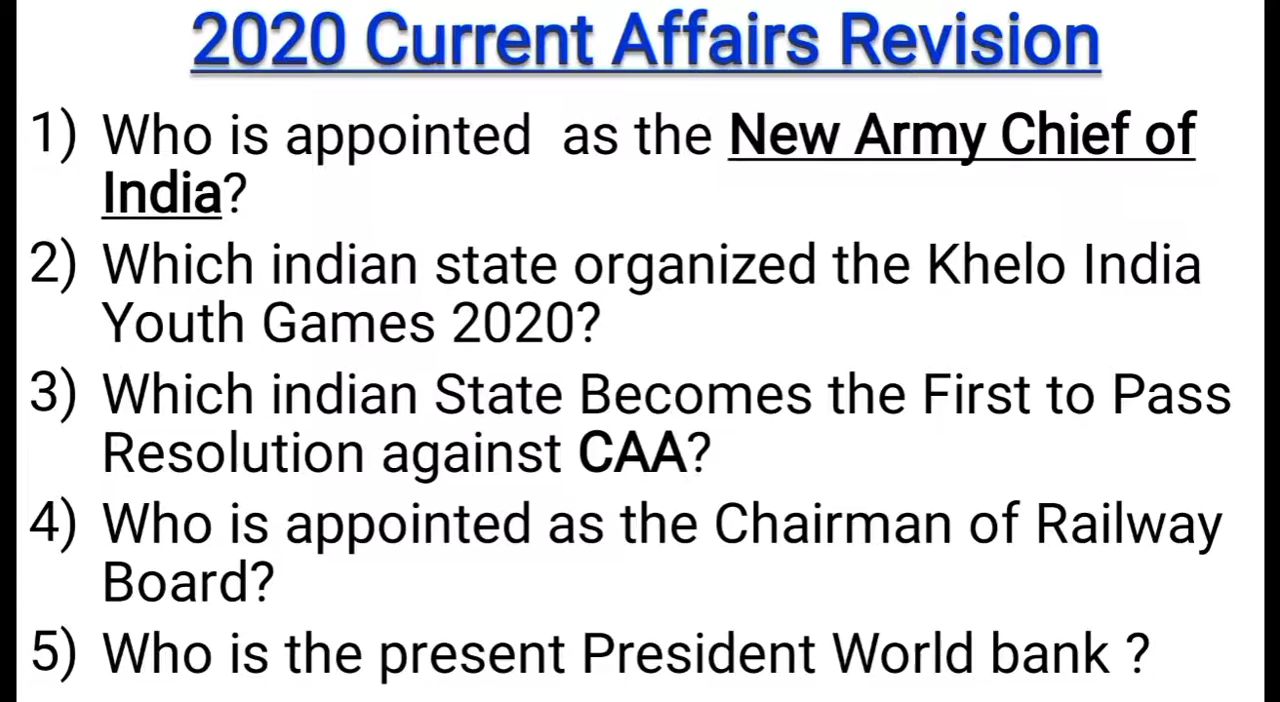 2020 Current Affairs Revision
1) Who is appointed as the New Army Chief of
India?
2) Which indian state organized the Khelo India
Youth Games 2020?
3) Which indian State Becomes the First to Pass
Resolution against CAA?
4) Who is appointed as the Chairman of Railway
Board?
5) Who is the present President World bank ?